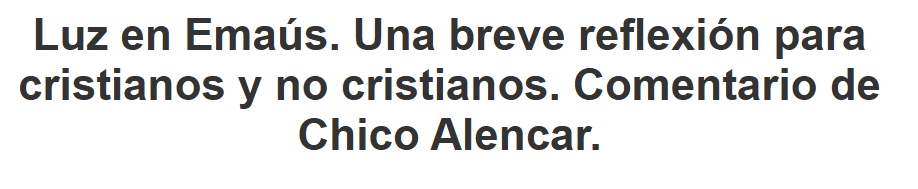 Luz en Emaús. Una breve reflexión para
cristianos y no cristianos. Comentario de
Chico Alencar.